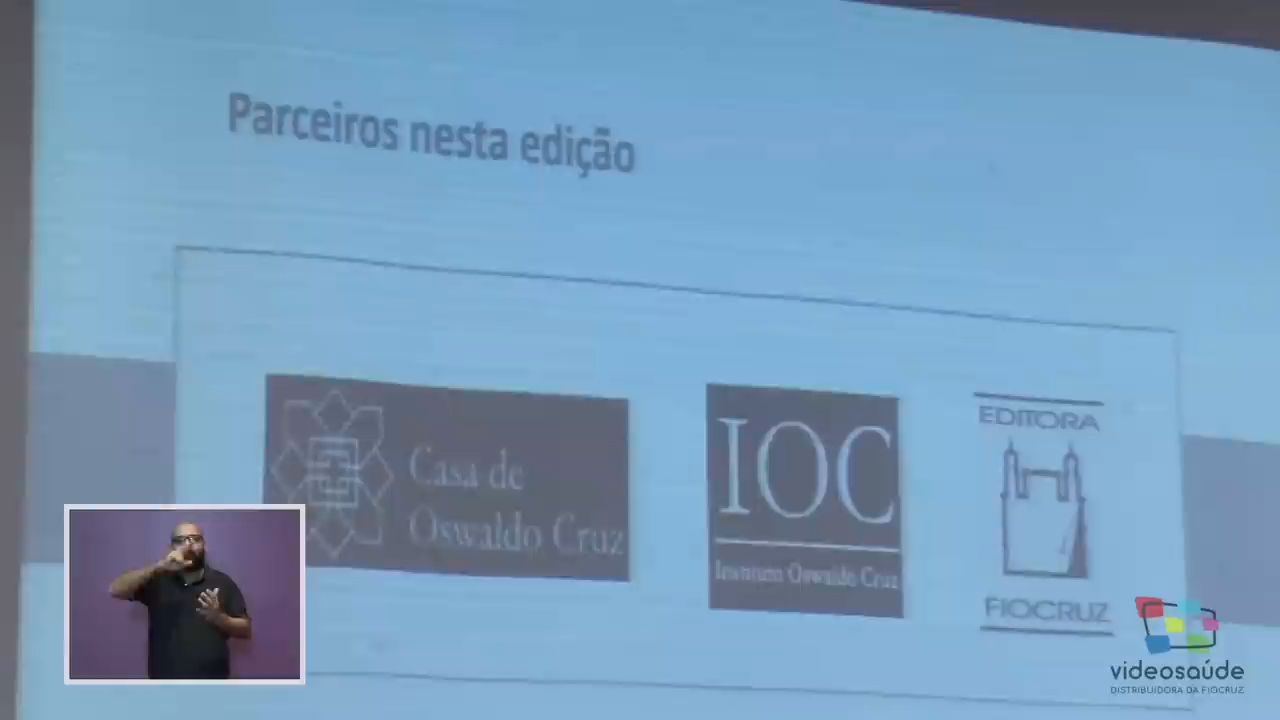 Parceiros nesta edição
Casa de
Oswaldo Cruz
IOC
Instituto Oswaldo Cruz
EDITORA
FIOCRUZ
videosaúde
DISTRIBUIDORA DA FIOCRUZ